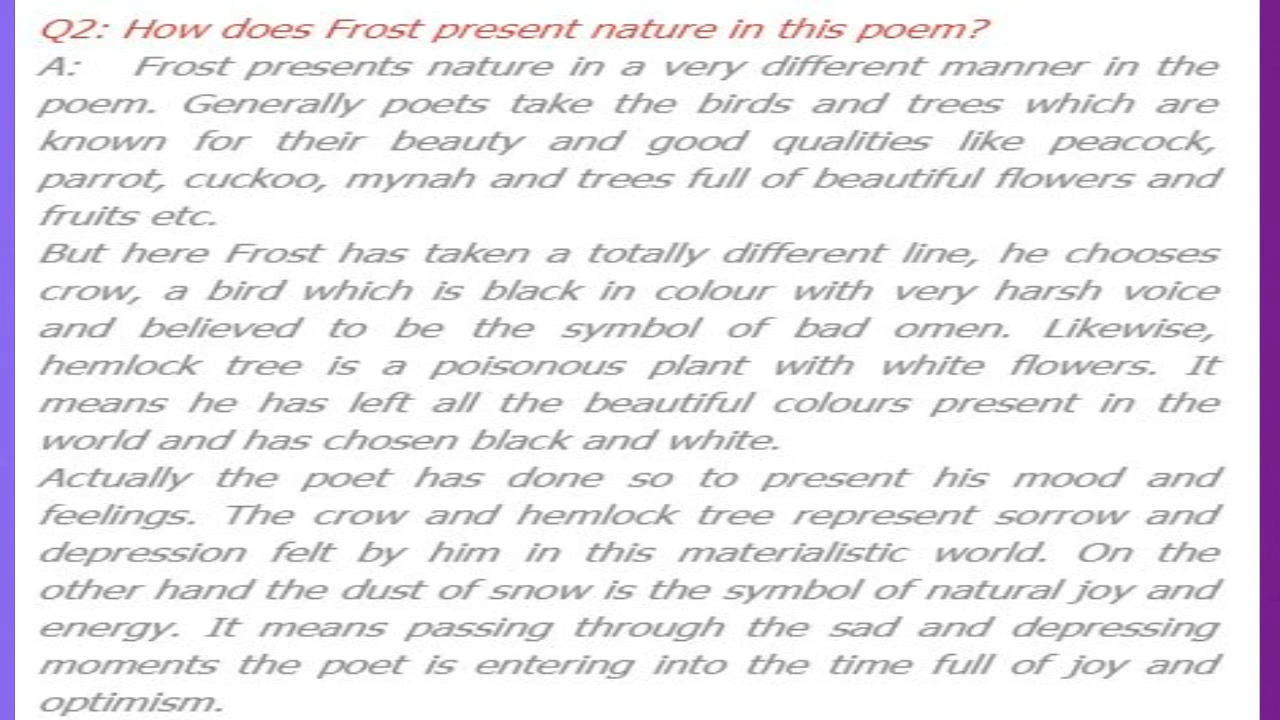 Q2: How does Frost present nature in this poem?
A: Frost presents nature in a very different manner in the
poem. Generally poets take the birds and trees which are
known for their beauty and good qualities like peacock,
parrot, cuckoo, mynah and trees full of beautiful flowers and
fruits etc.
But here Frost has taken a totally different line, he chooses
crow, a bird which is black in colour with very harsh voice
and believed to be the symbol of bad omen. Likewise,
hemlock tree is a poisonous plant with white flowers. It
means he has left all the beautiful colours present in the
world and has chosen black and white.
Actually the poet has done so to present his mood and
feelings. The crow and hemlock tree represent sorrow and
depression felt by him in this materialistic world. On the
other hand the dust of snow is the symbol of natural joy and
energy. It means passing through the sad and depressing
moments the poet is entering into the time full of joy and
optimism.